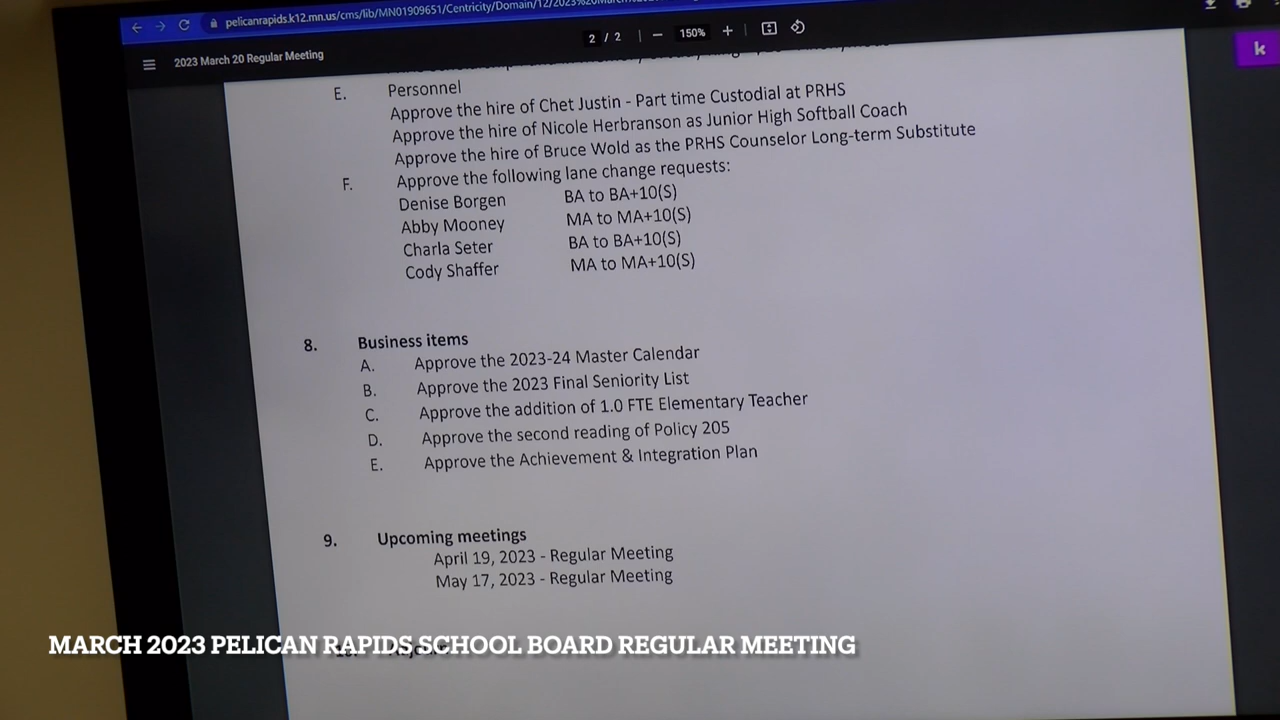 pelicanrapids.k12.mn.us/cms/lib/MN01909651/Centricity/Domain/12/2023%20March
2023 March 20 Regular Meeting
2 / 2
150%
k
E. Personnel
Approve the hire of Chet Justin - Part time Custodial at PRHS
Approve the hire of Nicole Herbranson as Junior High Softball Coach
Approve the hire of Bruce Wold as the PRHS Counselor Long-term Substitute
F. Approve the following lane change requests:
Denise Borgen BA to BA+10(S)
Abby Mooney MA to MA+10(S)
Charla Seter BA to BA+10(S)
Cody Shaffer MA to MA+10(S)
8. Business items
A. Approve the 2023-24 Master Calendar
B. Approve the 2023 Final Seniority List
C. Approve the addition of 1.0 FTE Elementary Teacher
D. Approve the second reading of Policy 205
E. Approve the Achievement & Integration Plan
9. Upcoming meetings
April 19, 2023 - Regular Meeting
May 17, 2023 - Regular Meeting
MARCH 2023 PELICAN RAPIDS SCHOOL BOARD REGULAR MEETING